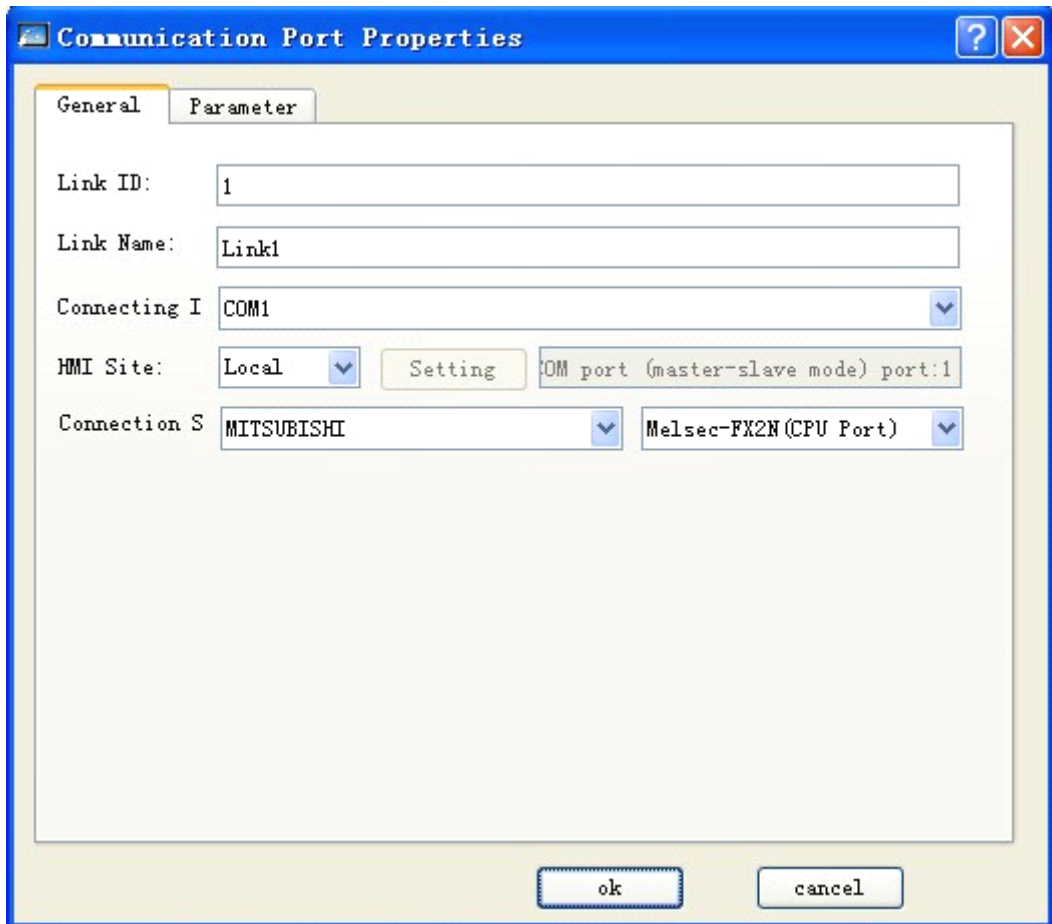 Communication Port Properties
General Parameter
Link ID: 1
Link Name: Link1
Connecting I COM1
HMI Site: Local Setting OM port (master-slave mode) port:1
Connection S MITSUBISHI Melsec-FX2N(CPU Port)
ok cancel